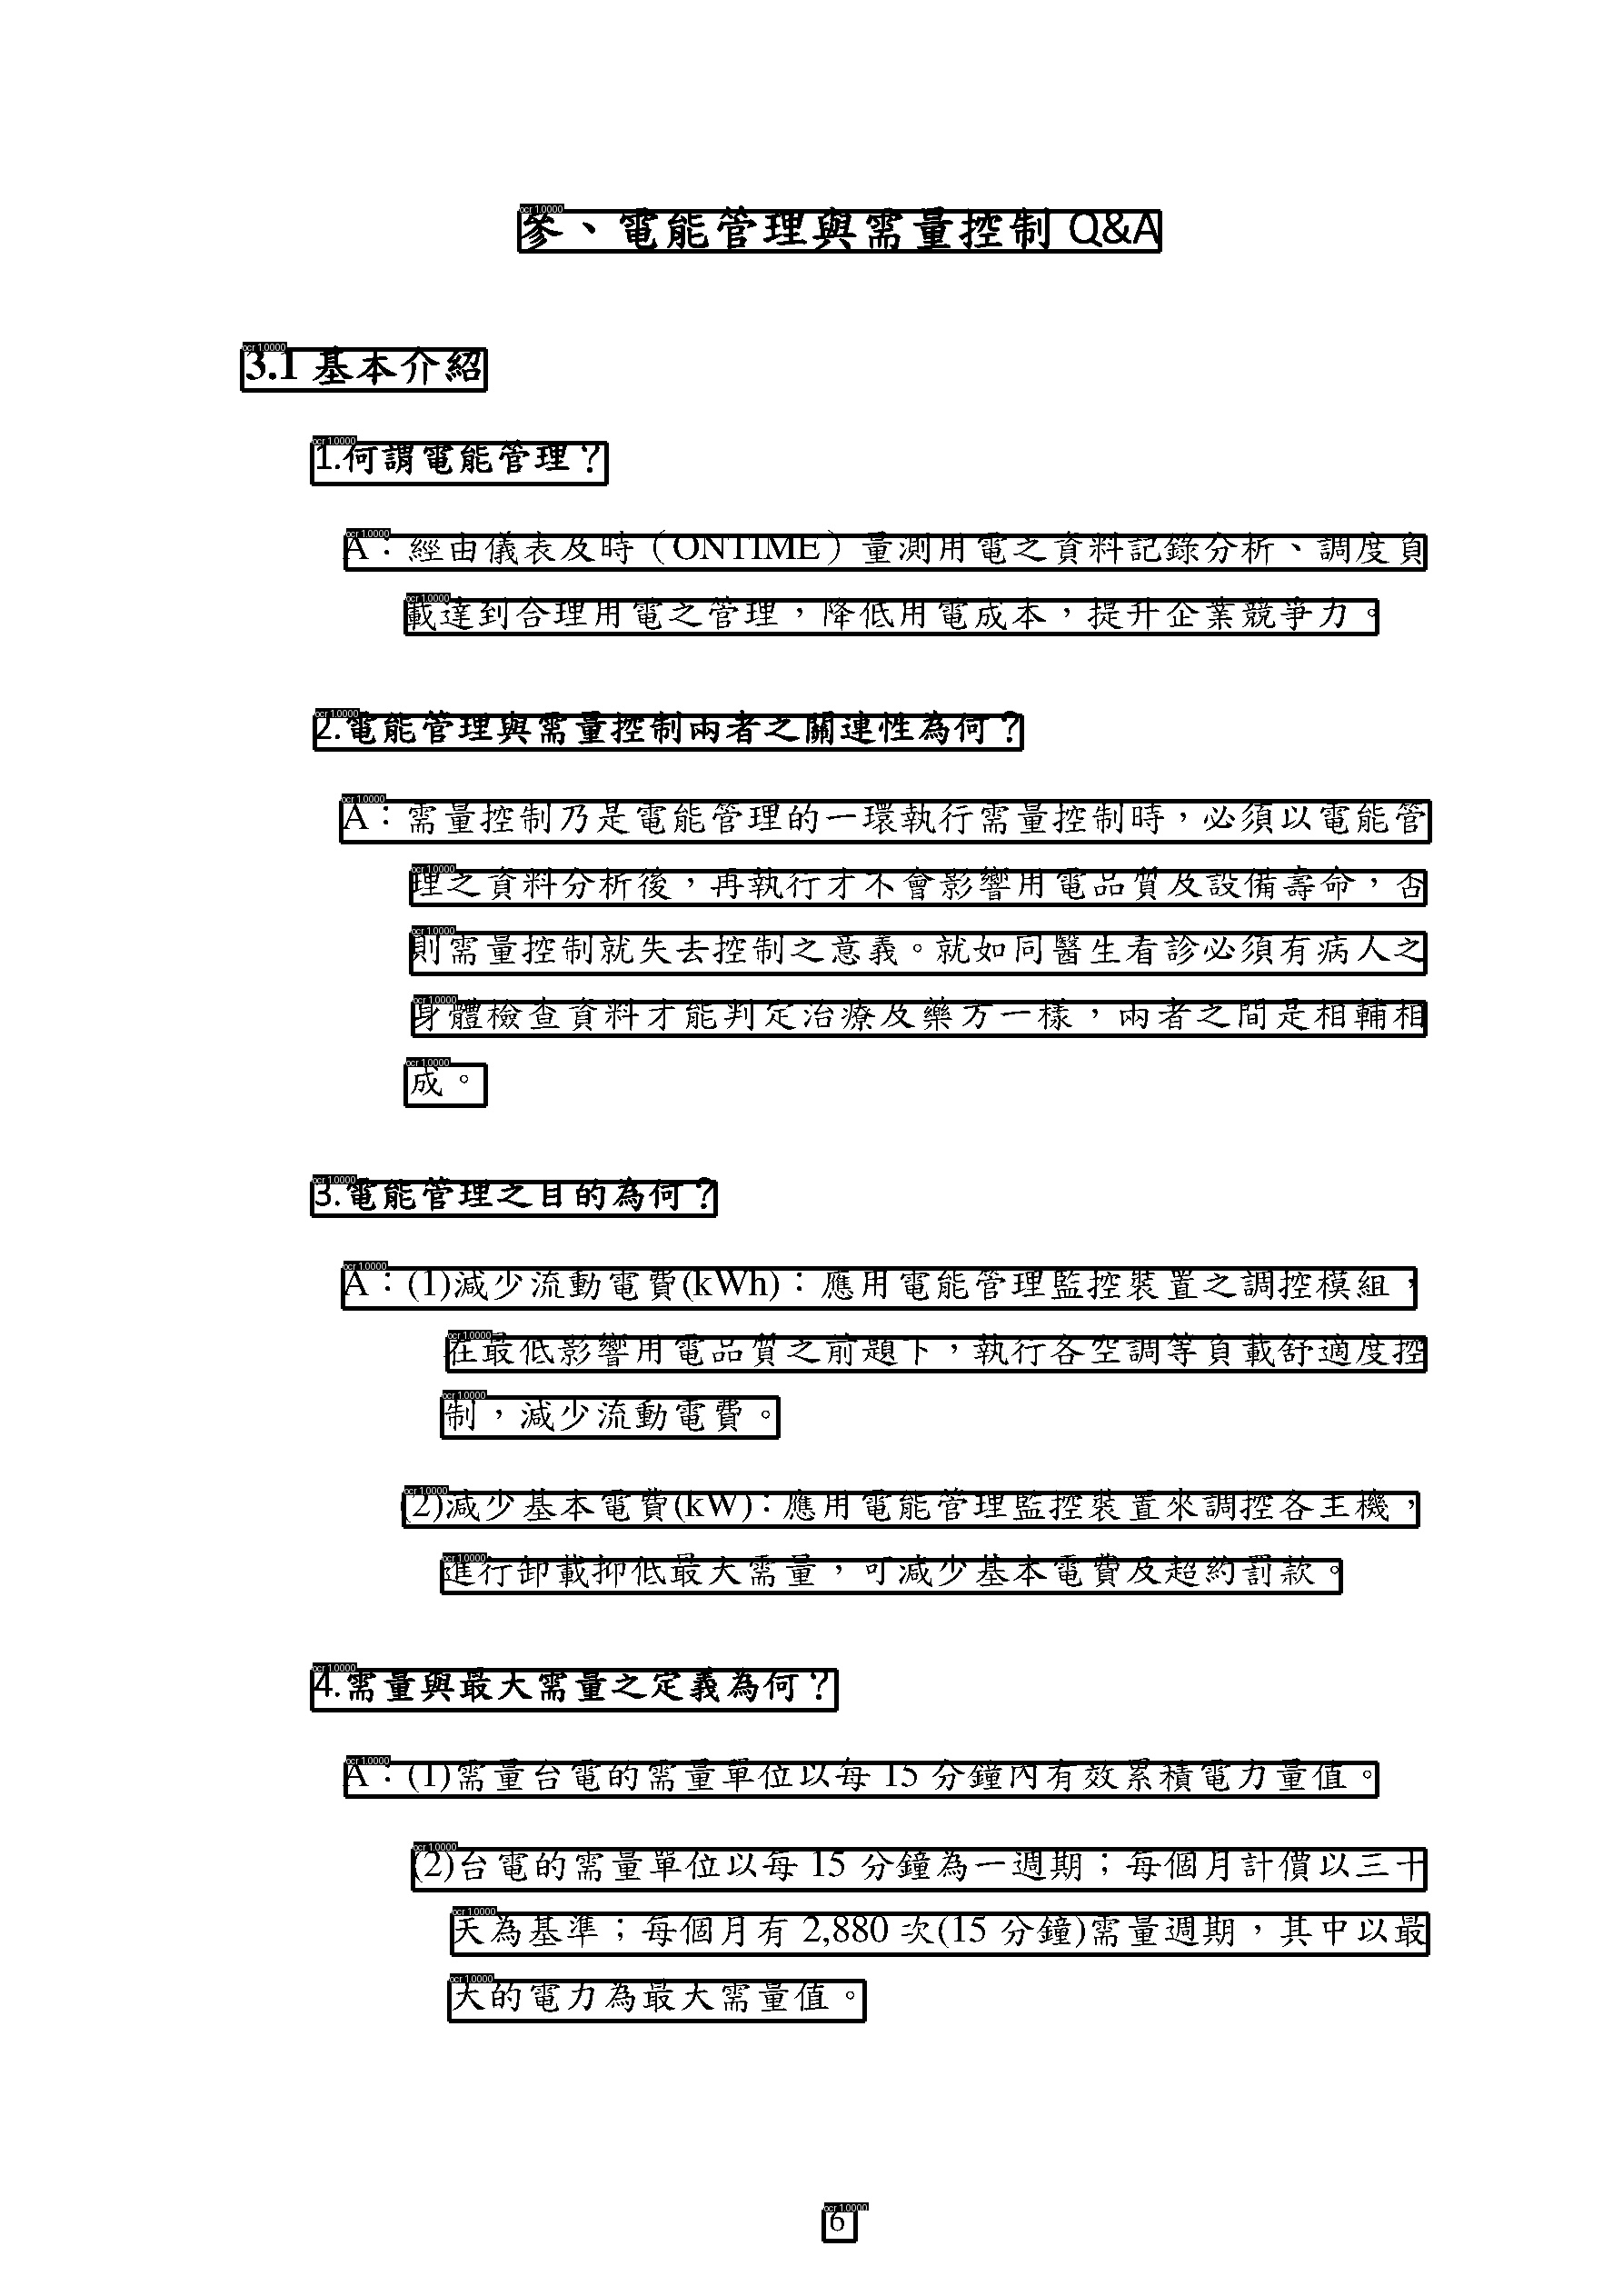 參、電能管理與需量控制 Q&A
3.1 基本介紹
1.何謂電能管理？
A：經由儀表及時（ONTIME）量測用電之資料記錄分析、調度負
載達到合理用電之管理，降低用電成本，提升企業競爭力。
2.電能管理與需量控制兩者之關連性為何？
A：需量控制乃是電能管理的一環執行需量控制時，必須以電能管
理之資料分析後，再執行才不會影響用電品質及設備壽命，否
則需量控制就失去控制之意義。就如同醫生看診必須有病人之
身體檢查資料才能判定治療及藥方一樣，兩者之間是相輔相
成。
3.電能管理之目的為何？
A：(1)減少流動電費(kWh)：應用電能管理監控裝置之調控模組，
在最低影響用電品質之前題下，執行各空調等負載舒適度控
制，減少流動電費。
(2)減少基本電費(kW)：應用電能管理監控裝置來調控各主機，
進行卸載抑低最大需量，可減少基本電費及超約罰款。
4.需量與最大需量之定義為何？
A：(1)需量台電的需量單位以每 15 分鐘內有效累積電力量值。
(2)台電的需量單位以每 15 分鐘為一週期；每個月計價以三十
天為基準；每個月有 2,880 次(15 分鐘)需量週期，其中以最
大的電力為最大需量值。
6